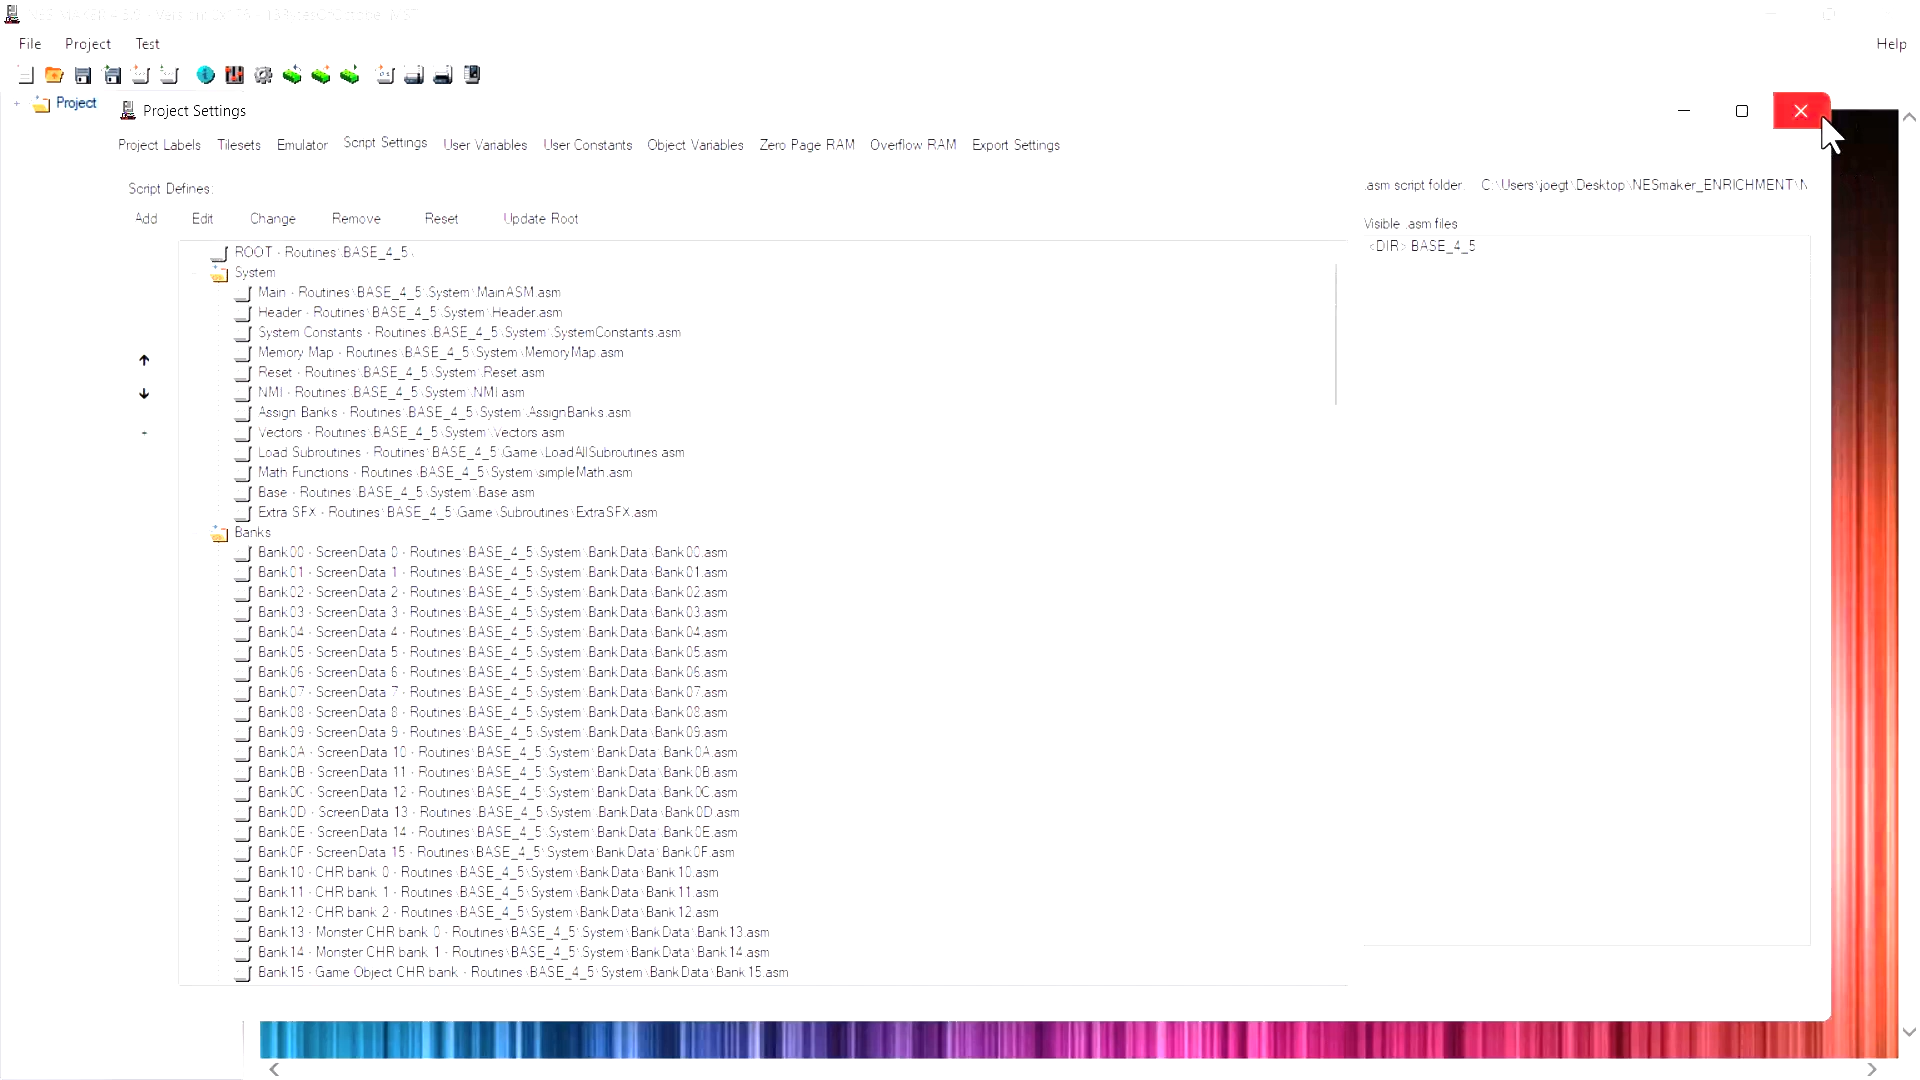 File Project Test Help
Project
Project Settings
Project Labels Tilesets Emulator Script Settings User Variables User Constants Object Variables Zero Page RAM Overflow RAM Export Settings
Script Defines:
.asm script folder: C:\Users\joegt\Desktop\NESmaker_ENRICHMENT\N
Add Edit Change Remove Reset Update Root
Visible .asm files
<DIR> BASE_4_5
ROOT - Routines\BASE_4_5\
System
Main - Routines\BASE_4_5\System\MainASM.asm
Header - Routines\BASE_4_5\System\Header.asm
System Constants - Routines\BASE_4_5\System\SystemConstants.asm
Memory Map - Routines\BASE_4_5\System\MemoryMap.asm
Reset - Routines\BASE_4_5\System\Reset.asm
NMI - Routines\BASE_4_5\System\NMI.asm
Assign Banks - Routines\BASE_4_5\System\AssignBanks.asm
Vectors - Routines\BASE_4_5\System\Vectors.asm
Load Subroutines - Routines\BASE_4_5\Game\LoadAllSubroutines.asm
Math Functions - Routines\BASE_4_5\System\simpleMath.asm
Base - Routines\BASE_4_5\System\Base.asm
Extra SFX - Routines\BASE_4_5\Game\Subroutines\ExtraSFX.asm
Banks
Bank00 - ScreenData 0 - Routines\BASE_4_5\System\BankData\Bank00.asm
Bank01 - ScreenData 1 - Routines\BASE_4_5\System\BankData\Bank01.asm
Bank02 - ScreenData 2 - Routines\BASE_4_5\System\BankData\Bank02.asm
Bank03 - ScreenData 3 - Routines\BASE_4_5\System\BankData\Bank03.asm
Bank04 - ScreenData 4 - Routines\BASE_4_5\System\BankData\Bank04.asm
Bank05 - ScreenData 5 - Routines\BASE_4_5\System\BankData\Bank05.asm
Bank06 - ScreenData 6 - Routines\BASE_4_5\System\BankData\Bank06.asm
Bank07 - ScreenData 7 - Routines\BASE_4_5\System\BankData\Bank07.asm
Bank08 - ScreenData 8 - Routines\BASE_4_5\System\BankData\Bank08.asm
Bank09 - ScreenData 9 - Routines\BASE_4_5\System\BankData\Bank09.asm
Bank0A - ScreenData 10 - Routines\BASE_4_5\System\BankData\Bank0A.asm
Bank0B - ScreenData 11 - Routines\BASE_4_5\System\BankData\Bank0B.asm
Bank0C - ScreenData 12 - Routines\BASE_4_5\System\BankData\Bank0C.asm
Bank0D - ScreenData 13 - Routines\BASE_4_5\System\BankData\Bank0D.asm
Bank0E - ScreenData 14 - Routines\BASE_4_5\System\BankData\Bank0E.asm
Bank0F - ScreenData 15 - Routines\BASE_4_5\System\BankData\Bank0F.asm
Bank10 - CHR bank 0 - Routines\BASE_4_5\System\BankData\Bank10.asm
Bank11 - CHR bank 1 - Routines\BASE_4_5\System\BankData\Bank11.asm
Bank12 - CHR bank 2 - Routines\BASE_4_5\System\BankData\Bank12.asm
Bank13 - Monster CHR bank 0 - Routines\BASE_4_5\System\BankData\Bank13.asm
Bank14 - Monster CHR bank 1 - Routines\BASE_4_5\System\BankData\Bank14.asm
Bank15 - Game Object CHR bank - Routines\BASE_4_5\System\BankData\Bank15.asm